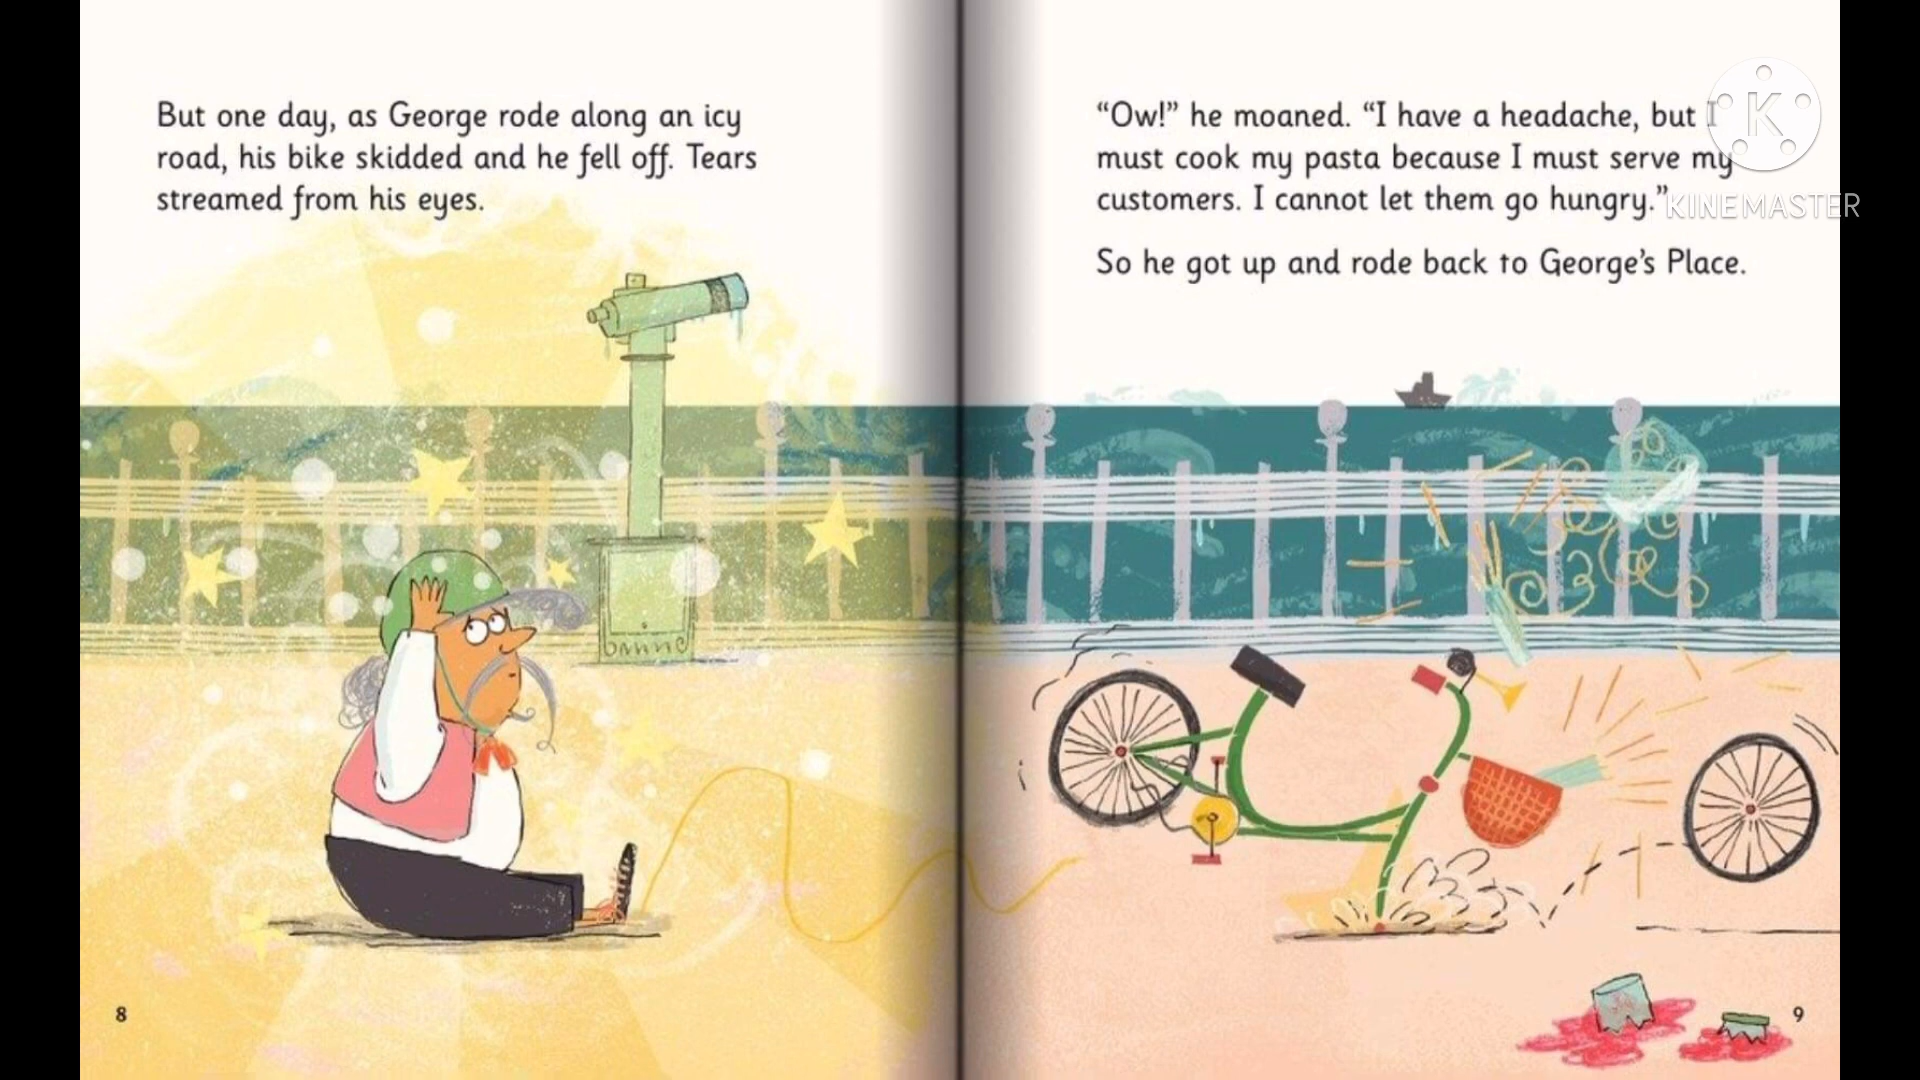 But one day, as George rode along an icy
road, his bike skidded and he fell off. Tears
streamed from his eyes.
8
“Ow!” he moaned. “I have a headache, but I
must cook my pasta because I must serve my
customers. I cannot let them go hungry.”
So he got up and rode back to George’s Place.
9
K
KINEMASTER